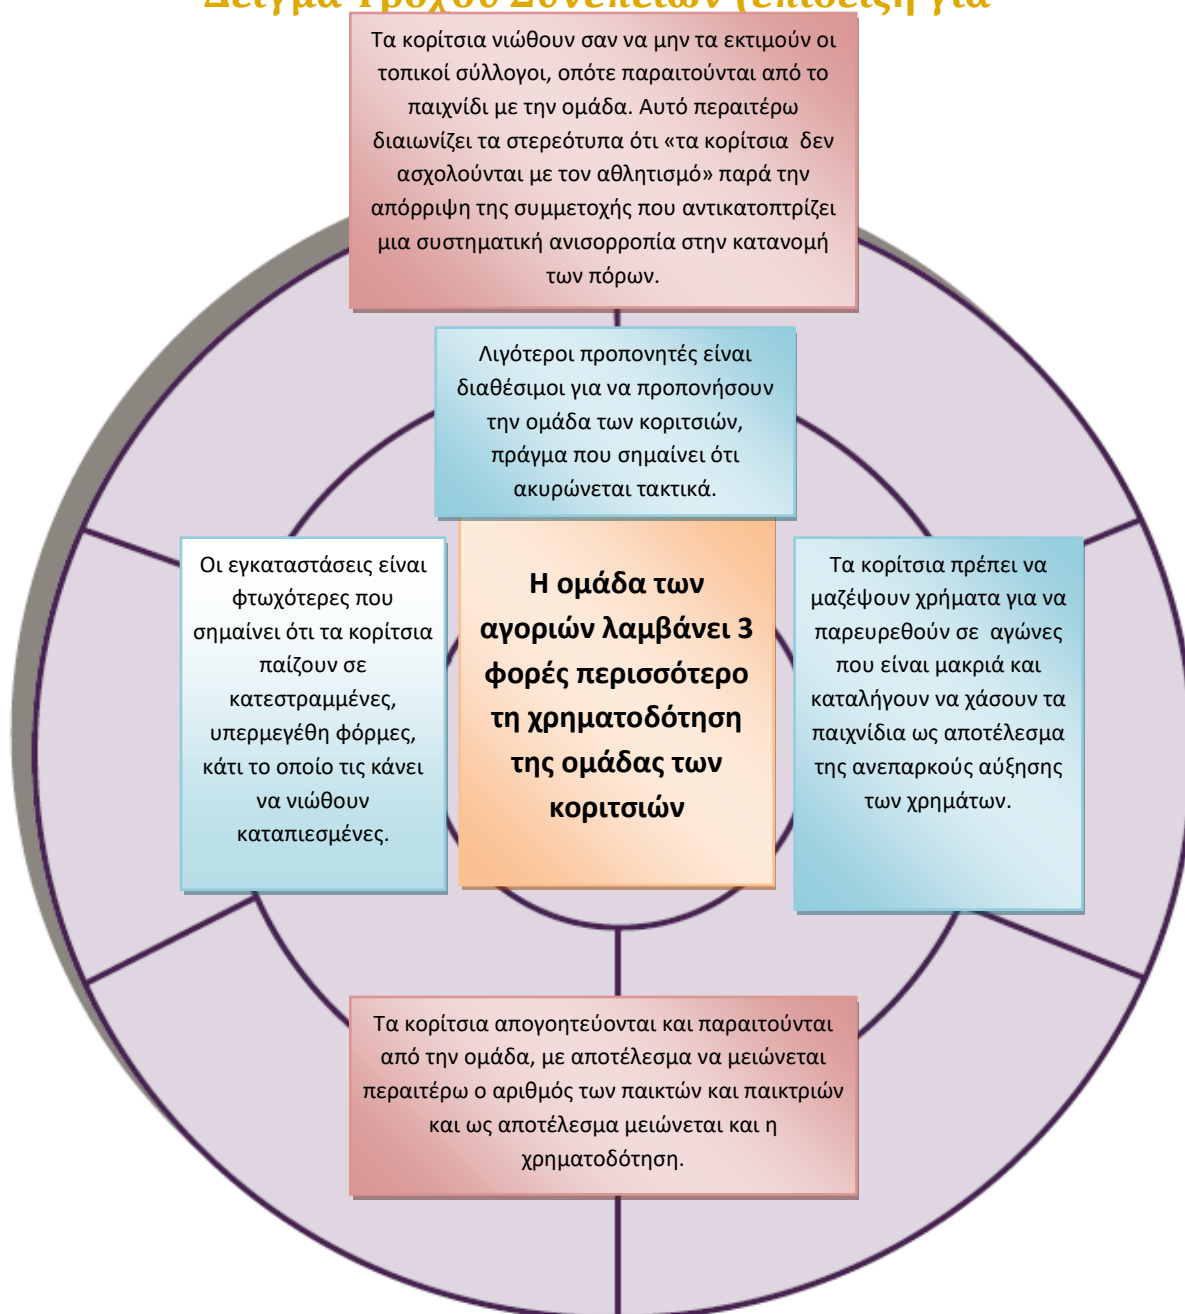 Δείγμα Τροχού Συνεπειών (επίδειξη για
Τα κορίτσια νιώθουν σαν να μην τα εκτιμούν οι
τοπικοί σύλλογοι, οπότε παραιτούνται από το
παιχνίδι με την ομάδα. Αυτό περαιτέρω
διαιωνίζει τα στερεότυπα ότι «τα κορίτσια δεν
ασχολούνται με τον αθλητισμό» παρά την
απόρριψη της συμμετοχής που αντικατοπτρίζει
μια συστηματική ανισορροπία στην κατανομή
των πόρων.
Λιγότεροι προπονητές είναι
διαθέσιμοι για να προπονήσουν
την ομάδα των κοριτσιών,
πράγμα που σημαίνει ότι
ακυρώνεται τακτικά.
Οι εγκαταστάσεις είναι
φτωχότερες που
σημαίνει ότι τα κορίτσια
παίζουν σε
κατεστραμμένες,
υπερμεγέθη φόρμες,
κάτι το οποίο τις κάνει
να νιώθουν
καταπιεσμένες.
Η ομάδα των
αγοριών λαμβάνει 3
φορές περισσότερο
τη χρηματοδότηση
της ομάδας των
κοριτσιών
Τα κορίτσια πρέπει να
μαζέψουν χρήματα για να
παρευρεθούν σε αγώνες
που είναι μακριά και
καταλήγουν να χάσουν τα
παιχνίδια ως αποτέλεσμα
της ανεπαρκούς αύξησης
των χρημάτων.
Τα κορίτσια απογοητεύονται και παραιτούνται
από την ομάδα, με αποτέλεσμα να μειώνεται
περαιτέρω ο αριθμός των παικτών και παικτριών
και ως αποτέλεσμα μειώνεται και η
χρηματοδότηση.